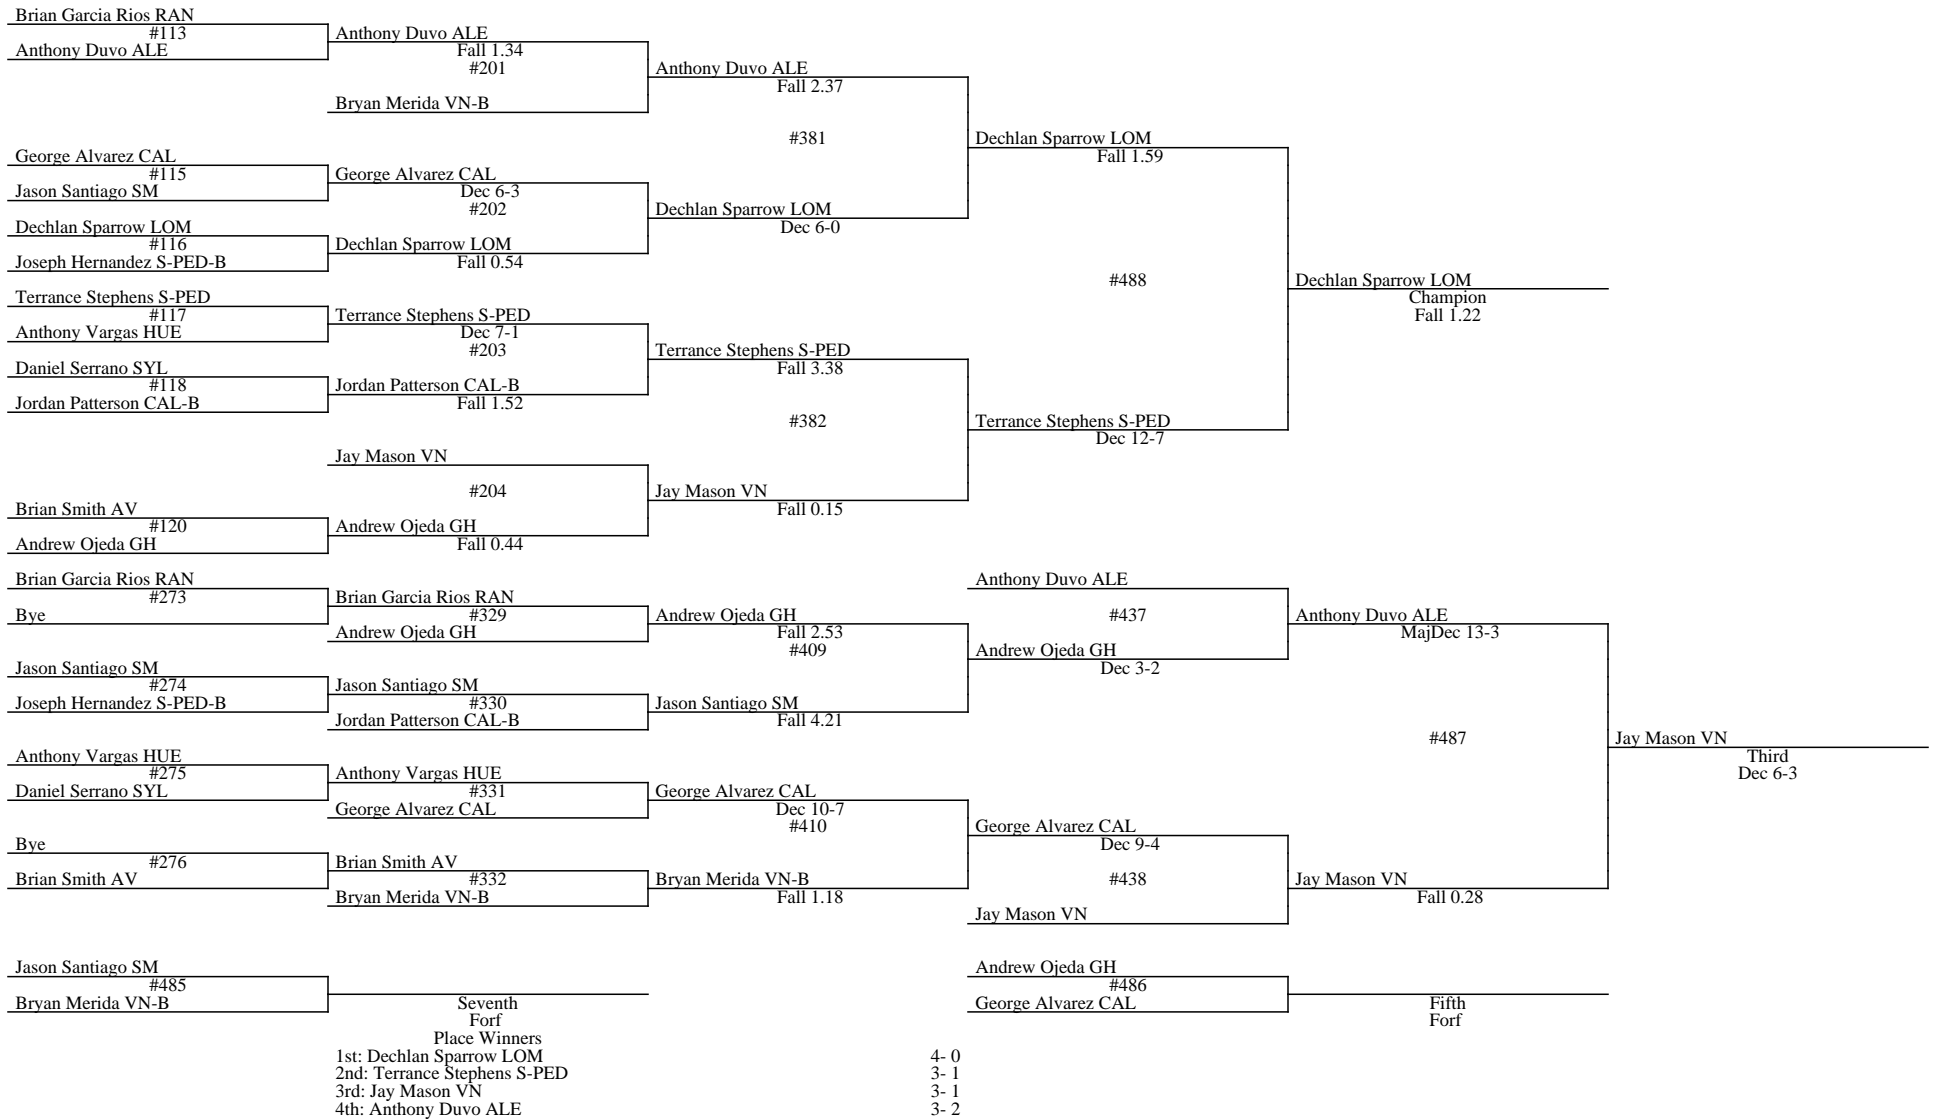 Brian Garcia Rios RAN
#113
Anthony Duvo ALE
Anthony Duvo ALE
Fall 1.34
#201
Bryan Merida VN-B
Anthony Duvo ALE
Fall 2.37
#381
George Alvarez CAL
#115
Jason Santiago SM
George Alvarez CAL
Dec 6-3
#202
Dechlan Sparrow LOM
#116
Joseph Hernandez S-PED-B
Dechlan Sparrow LOM
Fall 0.54
Dechlan Sparrow LOM
Dec 6-0
Dechlan Sparrow LOM
Fall 1.59
#488
Terrance Stephens S-PED
#117
Anthony Vargas HUE
Terrance Stephens S-PED
Dec 7-1
#203
Daniel Serrano SYL
#118
Jordan Patterson CAL-B
Jordan Patterson CAL-B
Fall 1.52
Terrance Stephens S-PED
Fall 3.38
#382
Jay Mason VN
#204
Brian Smith AV
#120
Andrew Ojeda GH
Andrew Ojeda GH
Fall 0.44
Jay Mason VN
Fall 0.15
Terrance Stephens S-PED
Dec 12-7
Dechlan Sparrow LOM
Champion
Fall 1.22
Brian Garcia Rios RAN
#273
Bye
Brian Garcia Rios RAN
#329
Andrew Ojeda GH
Andrew Ojeda GH
Fall 2.53
#409
Jason Santiago SM
#274
Joseph Hernandez S-PED-B
Jason Santiago SM
#330
Jordan Patterson CAL-B
Jason Santiago SM
Fall 4.21
Anthony Duvo ALE
#437
Andrew Ojeda GH
Dec 3-2
Anthony Duvo ALE
MajDec 13-3
#487
Anthony Vargas HUE
#275
Daniel Serrano SYL
Anthony Vargas HUE
#331
George Alvarez CAL
George Alvarez CAL
Dec 10-7
#410
Bye
#276
Brian Smith AV
Brian Smith AV
#332
Bryan Merida VN-B
Bryan Merida VN-B
Fall 1.18
George Alvarez CAL
Dec 9-4
#438
Jay Mason VN
Jay Mason VN
Fall 0.28
Jay Mason VN
Third
Dec 6-3
Jason Santiago SM
#485
Bryan Merida VN-B
Seventh
Forf
Andrew Ojeda GH
#486
George Alvarez CAL
Fifth
Forf
Place Winners
1st: Dechlan Sparrow LOM 4- 0
2nd: Terrance Stephens S-PED 3- 1
3rd: Jay Mason VN 3- 1
4th: Anthony Duvo ALE 3- 2